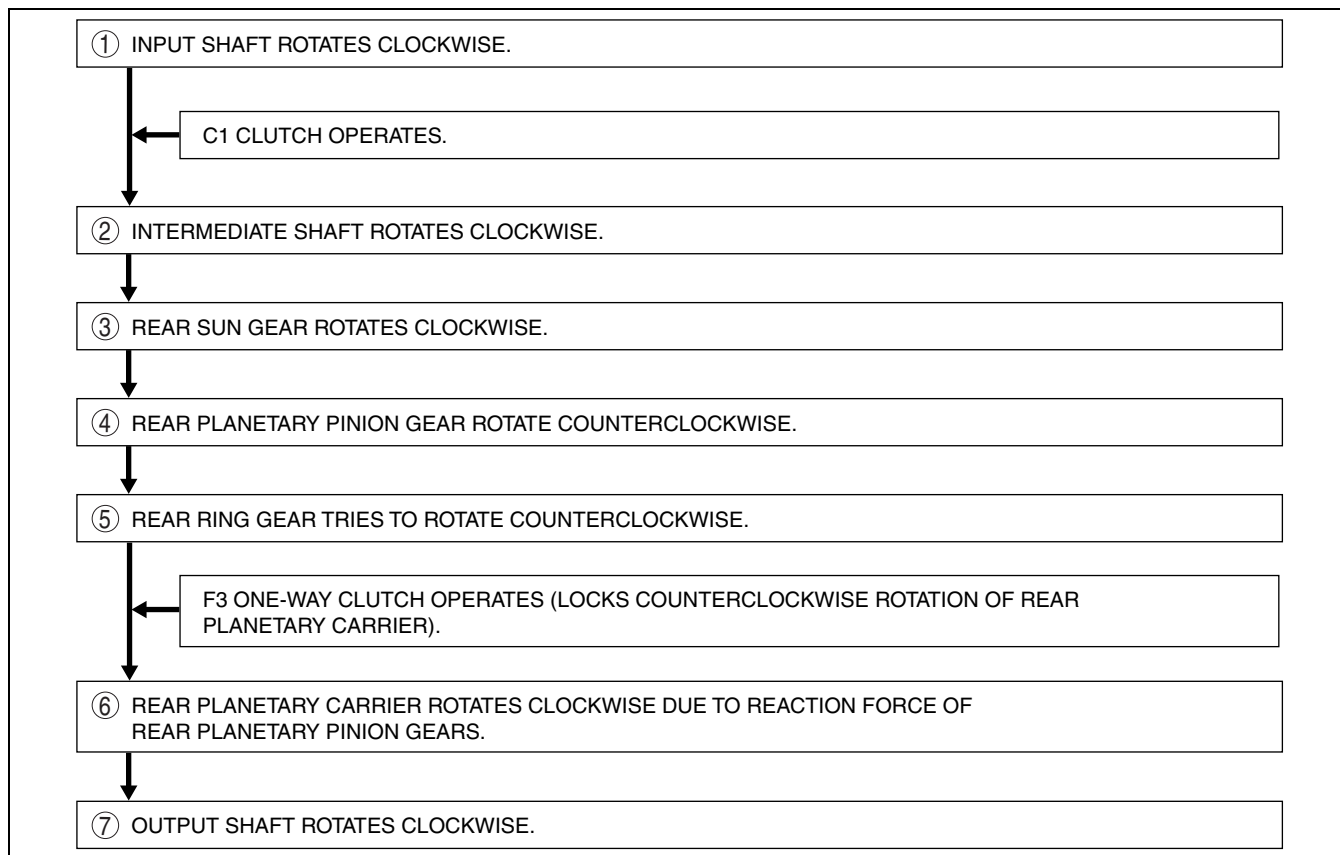 ① INPUT SHAFT ROTATES CLOCKWISE.
C1 CLUTCH OPERATES.
② INTERMEDIATE SHAFT ROTATES CLOCKWISE.
③ REAR SUN GEAR ROTATES CLOCKWISE.
④ REAR PLANETARY PINION GEAR ROTATE COUNTERCLOCKWISE.
⑤ REAR RING GEAR TRIES TO ROTATE COUNTERCLOCKWISE.
F3 ONE-WAY CLUTCH OPERATES (LOCKS COUNTERCLOCKWISE ROTATION OF REAR
PLANETARY CARRIER).
⑥ REAR PLANETARY CARRIER ROTATES CLOCKWISE DUE TO REACTION FORCE OF
REAR PLANETARY PINION GEARS.
⑦ OUTPUT SHAFT ROTATES CLOCKWISE.